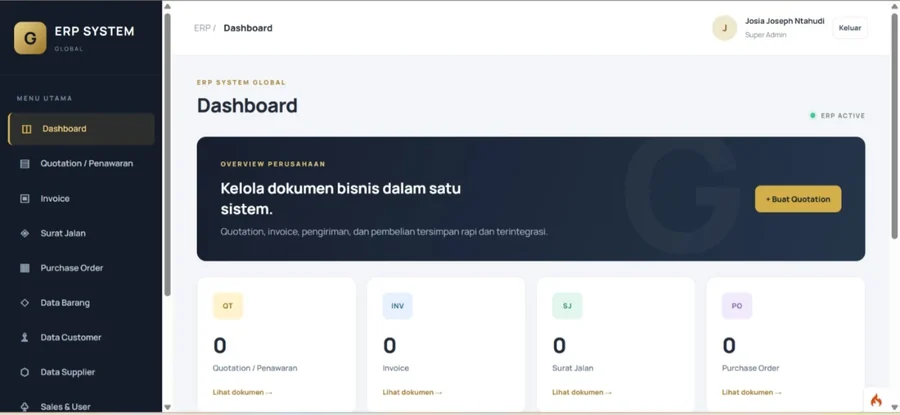 G
ERP SYSTEM
GLOBAL
MENU UTAMA
Dashboard
Quotation / Penawaran
Invoice
Surat Jalan
Purchase Order
Data Barang
Data Customer
Data Supplier
Sales & User
ERP / Dashboard
J
Josia Joseph Ntahudi
Super Admin
Keluar
ERP SYSTEM GLOBAL
Dashboard
ERP ACTIVE
OVERVIEW PERUSAHAAN
Kelola dokumen bisnis dalam satu
sistem.
Quotation, invoice, pengiriman, dan pembelian tersimpan rapi dan terintegrasi.
G
+ Buat Quotation
QT
0
Quotation / Penawaran
Lihat dokumen →
INV
0
Invoice
Lihat dokumen →
SJ
0
Surat Jalan
Lihat dokumen →
PO
0
Purchase Order
Lihat dokumen →